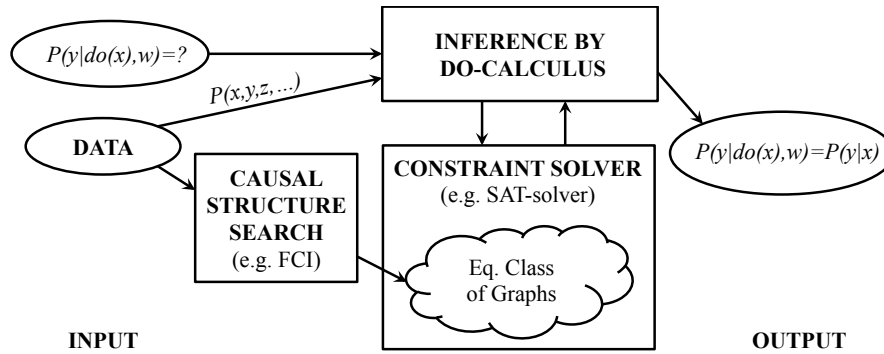 P(y|do(x),w)=?
INFERENCE BY
DO-CALCULUS
P(x,y,z,...)
DATA
P(y|do(x),w)=P(y|x)
CAUSAL
STRUCTURE
SEARCH
(e.g. FCI)
CONSTRAINT SOLVER
(e.g. SAT-solver)
Eq. Class
of Graphs
INPUT
OUTPUT